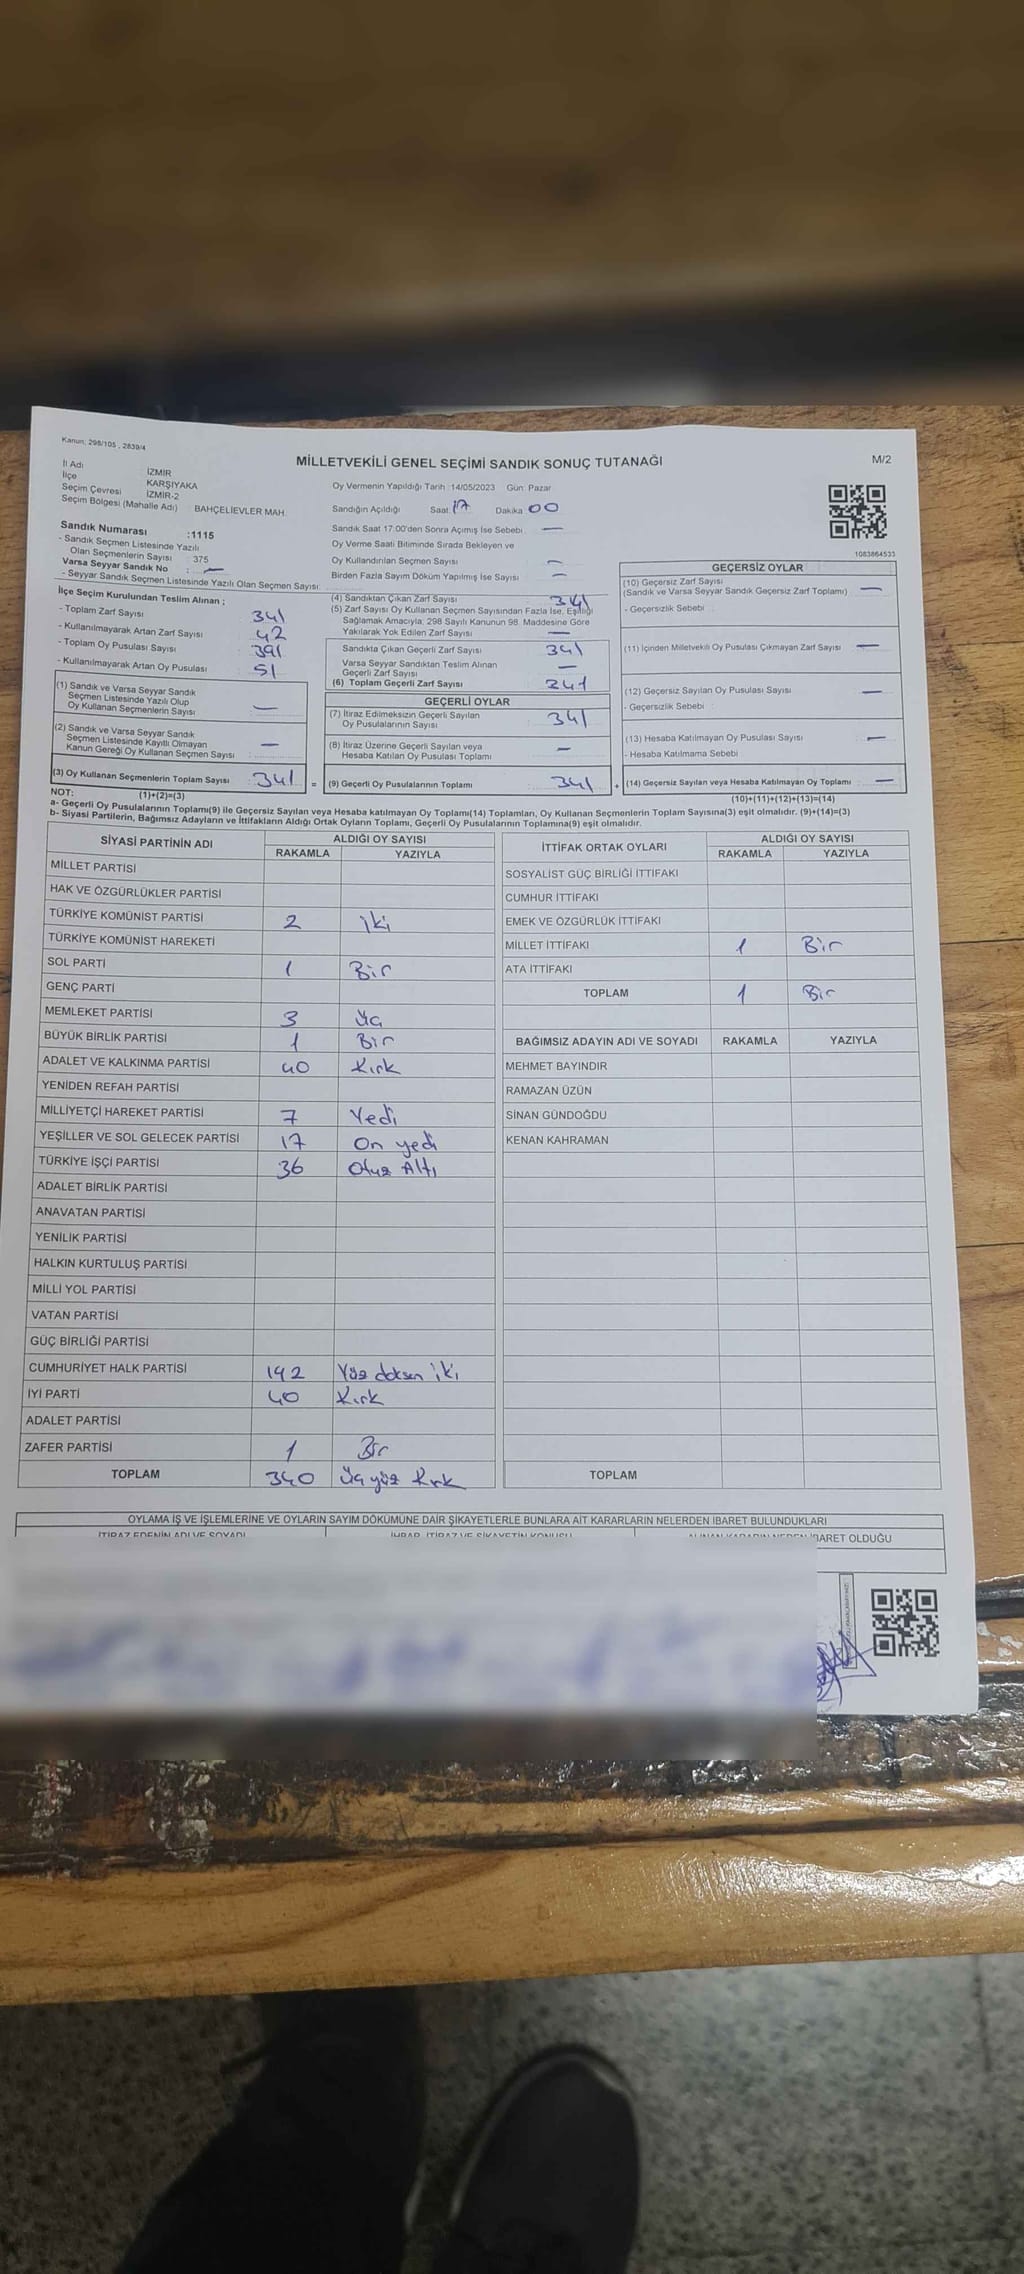 Kanun: 298/105 , 2839/4
MİLLETVEKİLİ GENEL SEÇİMİ SANDIK SONUÇ TUTANAĞI
M/2
İl Adı İZMİR
İlçe KARŞIYAKA
Seçim Çevresi İZMİR-2
Seçim Bölgesi (Mahalle Adı) BAHÇELİEVLER MAH.
Oy Vermenin Yapıldığı Tarih :14/05/2023 Gün: Pazar
Sandığın Açıldığı Saat 17 Dakika 00
Sandık Saat 17:00'den Sonra Açılmış İse Sebebi —
Oy Verme Saati Bitiminde Sırada Bekleyen ve
Oy Kullandırılan Seçmen Sayısı —
Birden Fazla Sayım Döküm Yapılmış İse Sayısı —
1083864533
Sandık Numarası :1115
- Sandık Seçmen Listesinde Yazılı
Olan Seçmenlerin Sayısı : 375
Varsa Seyyar Sandık No : —
- Seyyar Sandık Seçmen Listesinde Yazılı Olan Seçmen Sayısı:
İlçe Seçim Kurulundan Teslim Alınan ;
- Toplam Zarf Sayısı 341
- Kullanılmayarak Artan Zarf Sayısı 42
- Toplam Oy Pusulası Sayısı 391
- Kullanılmayarak Artan Oy Pusulası 51
(1) Sandık ve Varsa Seyyar Sandık
Seçmen Listesinde Yazılı Olup
Oy Kullanan Seçmenlerin Sayısı —
(2) Sandık ve Varsa Seyyar Sandık
Seçmen Listesinde Kayıtlı Olmayan
Kanun Gereği Oy Kullanan Seçmen Sayısı —
(3) Oy Kullanan Seçmenlerin Toplam Sayısı 341 =
(1)+(2)=(3)
(4) Sandıktan Çıkan Zarf Sayısı 341
(5) Zarf Sayısı Oy Kullanan Seçmen Sayısından Fazla İse, Eşitliği
Sağlamak Amacıyla, 298 Sayılı Kanunun 98. Maddesine Göre
Yakılarak Yok Edilen Zarf Sayısı —
Sandıkta Çıkan Geçerli Zarf Sayısı 341
Varsa Seyyar Sandıktan Teslim Alınan
Geçerli Zarf Sayısı —
(6) Toplam Geçerli Zarf Sayısı 341
GEÇERLİ OYLAR
(7) İtiraz Edilmeksizin Geçerli Sayılan
Oy Pusulalarının Sayısı 341
(8) İtiraz Üzerine Geçerli Sayılan veya
Hesaba Katılan Oy Pusulası Toplamı —
(9) Geçerli Oy Pusulalarının Toplamı 341 +
GEÇERSİZ OYLAR
(10) Geçersiz Zarf Sayısı
(Sandık ve Varsa Seyyar Sandık Geçersiz Zarf Toplamı) —
- Geçersizlik Sebebi
(11) İçinden Milletvekili Oy Pusulası Çıkmayan Zarf Sayısı —
(12) Geçersiz Sayılan Oy Pusulası Sayısı —
- Geçersizlik Sebebi :
(13) Hesaba Katılmayan Oy Pusulası Sayısı —
- Hesaba Katılmama Sebebi
(14) Geçersiz Sayılan veya Hesaba Katılmayan Oy Toplamı —
(10)+(11)+(12)+(13)=(14)
NOT:
a- Geçerli Oy Pusulalarının Toplamı(9) ile Geçersiz Sayılan veya Hesaba katılmayan Oy Toplamı(14) Toplamları, Oy Kullanan Seçmenlerin Toplam Sayısına(3) eşit olmalıdır. (9)+(14)=(3)
b- Siyasi Partilerin, Bağımsız Adayların ve İttifakların Aldığı Ortak Oyların Toplamı, Geçerli Oy Pusulalarının Toplamına(9) eşit olmalıdır.
SİYASİ PARTİNİN ADI ALDIĞI OY SAYISI
RAKAMLA YAZIYLA
MİLLET PARTİSİ
HAK VE ÖZGÜRLÜKLER PARTİSİ
TÜRKİYE KOMÜNİST PARTİSİ 2 iki
TÜRKİYE KOMÜNİST HAREKETİ
SOL PARTİ 1 Bir
GENÇ PARTİ
MEMLEKET PARTİSİ 3 Üç
BÜYÜK BİRLİK PARTİSİ 1 Bir
ADALET VE KALKINMA PARTİSİ 40 Kırk
YENİDEN REFAH PARTİSİ
MİLLİYETÇİ HAREKET PARTİSİ 7 Yedi
YEŞİLLER VE SOL GELECEK PARTİSİ 17 On yedi
TÜRKİYE İŞÇİ PARTİSİ 36 Otuz Altı
ADALET BİRLİK PARTİSİ
ANAVATAN PARTİSİ
YENİLİK PARTİSİ
HALKIN KURTULUŞ PARTİSİ
MİLLİ YOL PARTİSİ
VATAN PARTİSİ
GÜÇ BİRLİĞİ PARTİSİ
CUMHURİYET HALK PARTİSİ 192 Yüz doksan iki
İYİ PARTİ 40 Kırk
ADALET PARTİSİ
ZAFER PARTİSİ 1 Bir
TOPLAM 340 Üçyüz Kırk
İTTİFAK ORTAK OYLARI ALDIĞI OY SAYISI
RAKAMLA YAZIYLA
SOSYALİST GÜÇ BİRLİĞİ İTTİFAKI
CUMHUR İTTİFAKI
EMEK VE ÖZGÜRLÜK İTTİFAKI
MİLLET İTTİFAKI 1 Bir
ATA İTTİFAKI
TOPLAM 1 Bir
BAĞIMSIZ ADAYIN ADI VE SOYADI RAKAMLA YAZIYLA
MEHMET BAYINDIR
RAMAZAN ÜZÜN
SİNAN GÜNDOĞDU
KENAN KAHRAMAN
TOPLAM
OYLAMA İŞ VE İŞLEMLERİNE VE OYLARIN SAYIM DÖKÜMÜNE DAİR ŞİKAYETLERLE BUNLARA AİT KARARLARIN NELERDEN İBARET BULUNDUKLARI
İTİRAZ EDENİN ADI VE SOYADI İHBAR, İTİRAZ VE ŞİKAYETİN KONUSU ALINAN KARARIN NEDEN İBARET OLDUĞU